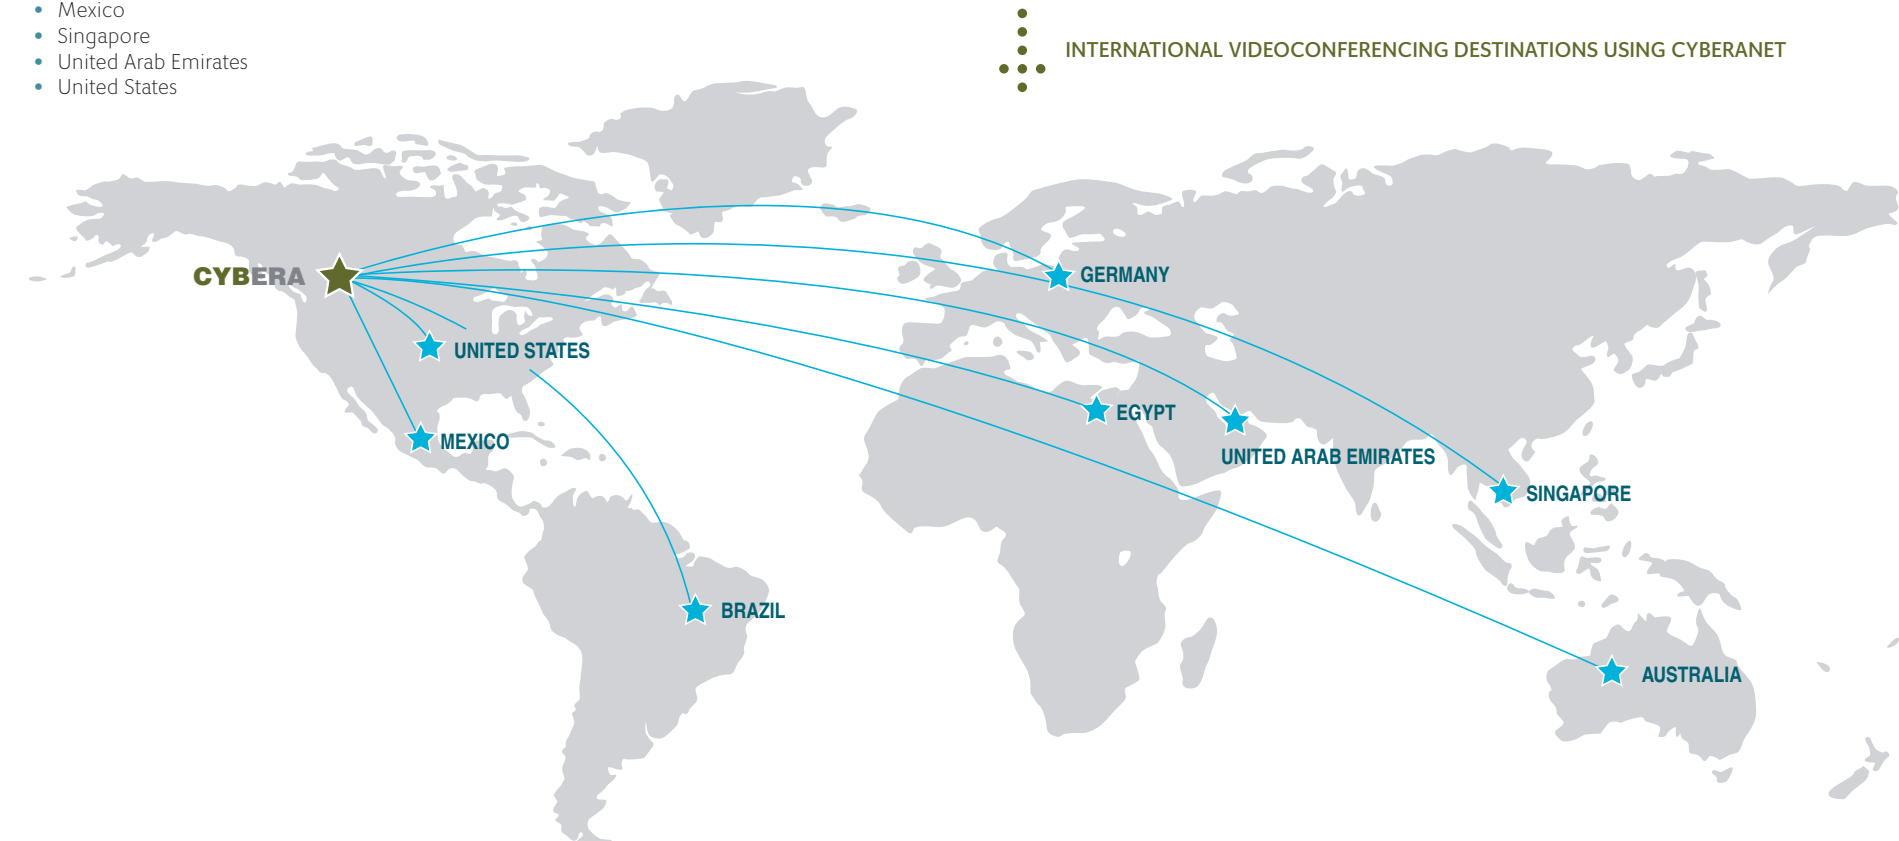 • Mexico
• Singapore
• United Arab Emirates
• United States
INTERNATIONAL VIDEOCONFERENCING DESTINATIONS USING CYBERANET
CYBERA
GERMANY
UNITED STATES
EGYPT
MEXICO
UNITED ARAB EMIRATES
SINGAPORE
BRAZIL
AUSTRALIA